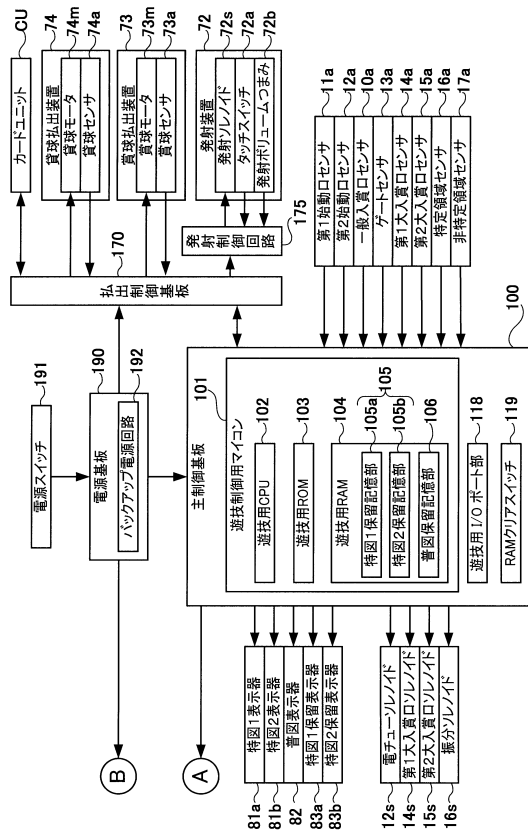 CU
カードユニット
74
賃球払出装置
74m
賃球モータ
74a
賃球センサ
73
賞球払出装置
73m
賞球モータ
73a
賞球センサ
72
発射装置
72s
発射ソレノイド
72a
タッチスイッチ
72b
発射ボリュームつまみ
175
発射制御回路
170
払出制御基板
191
電源スイッチ
190
電源基板
192
バックアップ電源回路
B
A
100
主制御基板
101
遊技制御用マイコン
102
遊技用CPU
103
遊技用ROM
104
遊技用RAM
105
105a
特図1保留記憶部
105b
特図2保留記憶部
106
普図保留記憶部
118
遊技用I/Oポート部
119
RAMクリアスイッチ
第1始動口センサ
11a
第2始動口センサ
12a
一般入賞口センサ
10a
ゲートセンサ
13a
第1大入賞口センサ
14a
第2大入賞口センサ
15a
特定領域センサ
16a
非特定領域センサ
17a
81a
特図1表示器
81b
特図2表示器
82
普図表示器
83a
特図1保留表示器
83b
特図2保留表示器
12s
電チューソレノイド
14s
第1大入賞口ソレノイド
15s
第2大入賞口ソレノイド
16s
振分ソレノイド